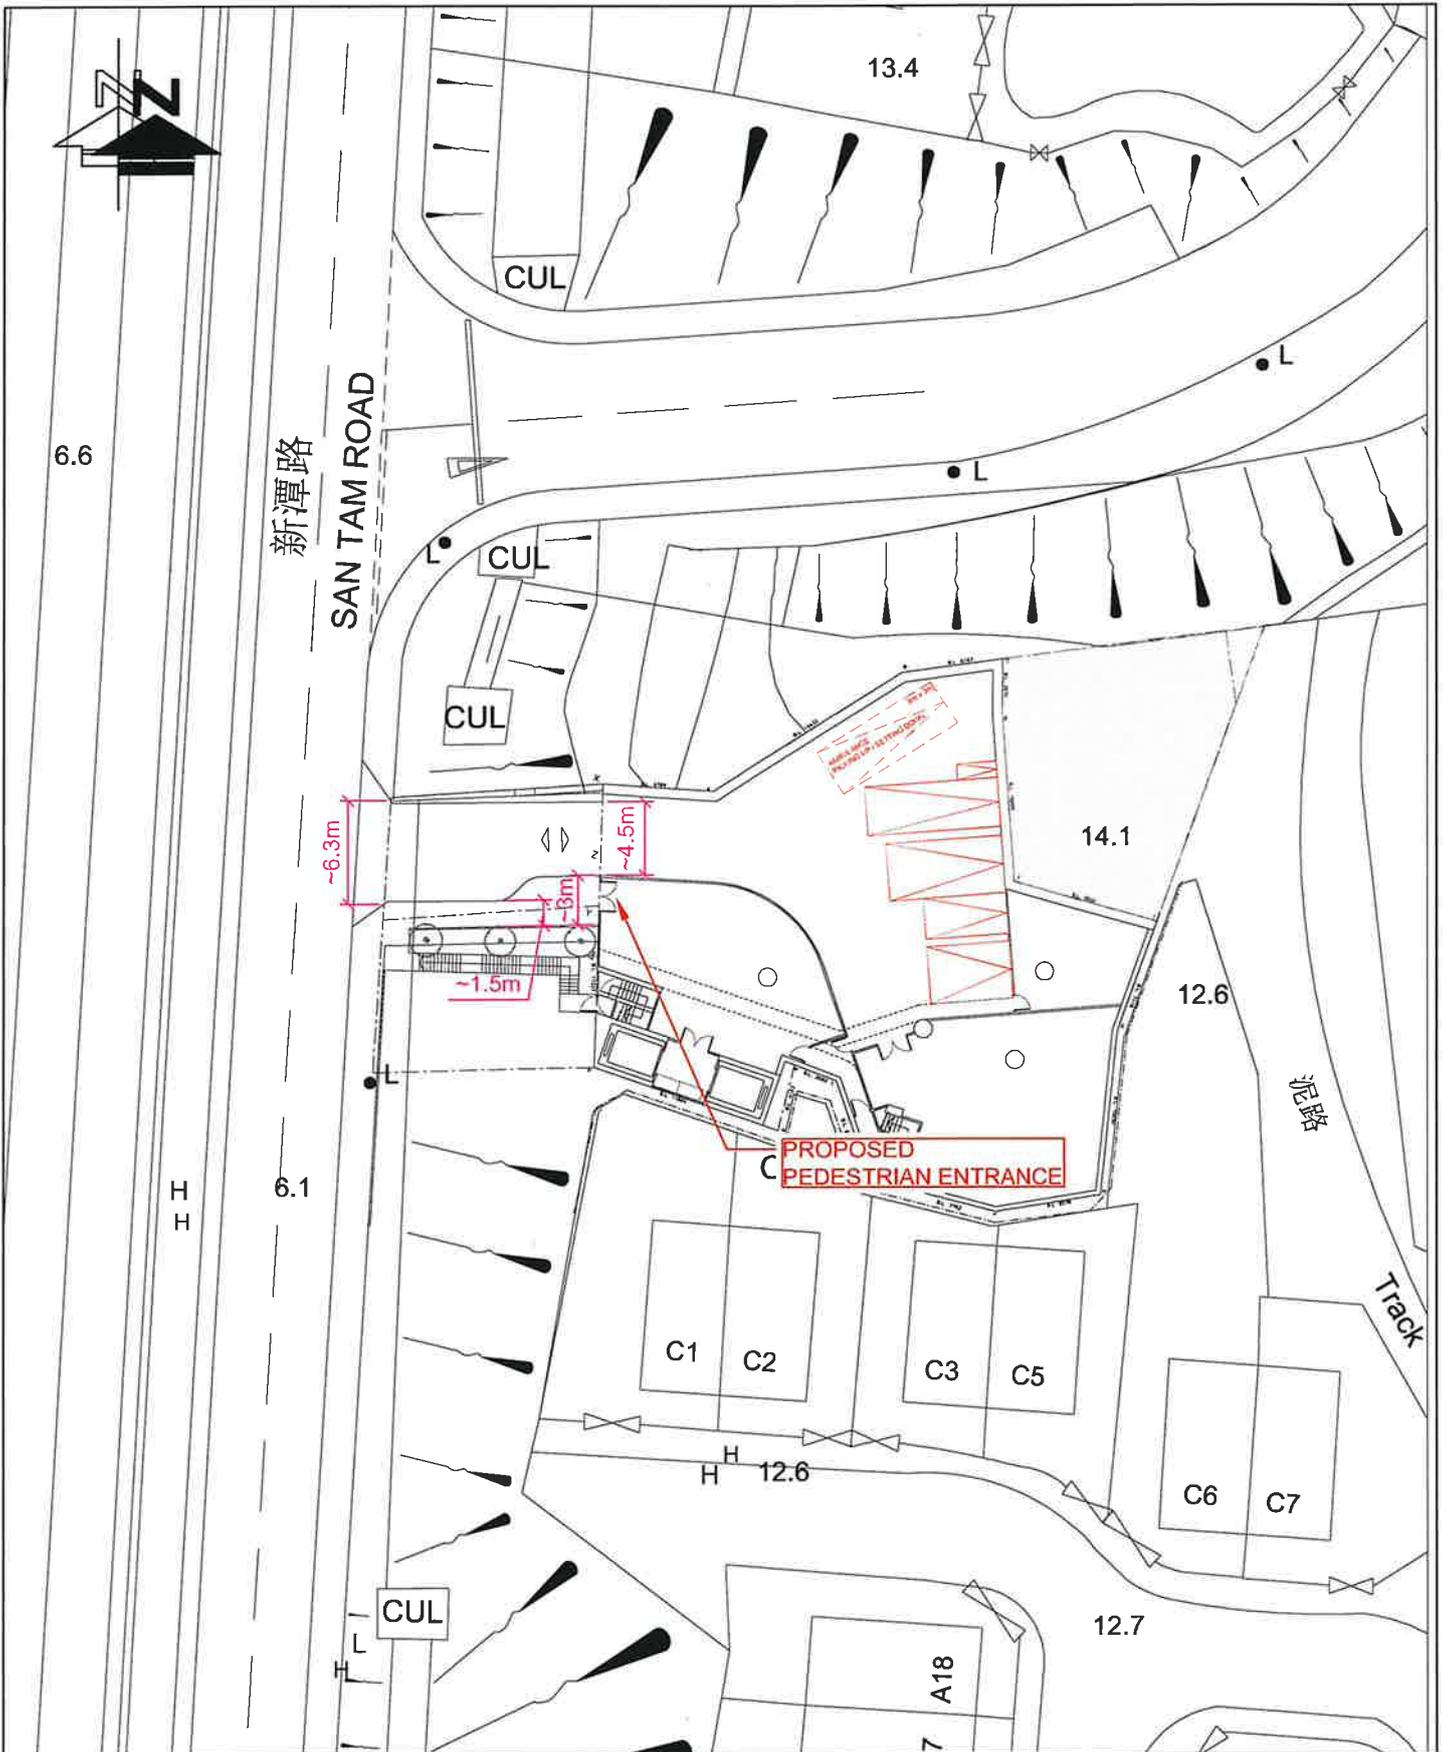 N
N
13.4
CUL
L
新潭路
SAN TAM ROAD
6.6
L
L
CUL
CUL
AMBULANCE
~6.3m
~4.5m
14.1
~3m
~1.5m
12.6
L
泥路
PROPOSED
PEDESTRIAN ENTRANCE
C
H
H
6.1
Track
C1
C2
C3
C5
C6
C7
H
H
12.6
CUL
L
H
12.7
A18
7